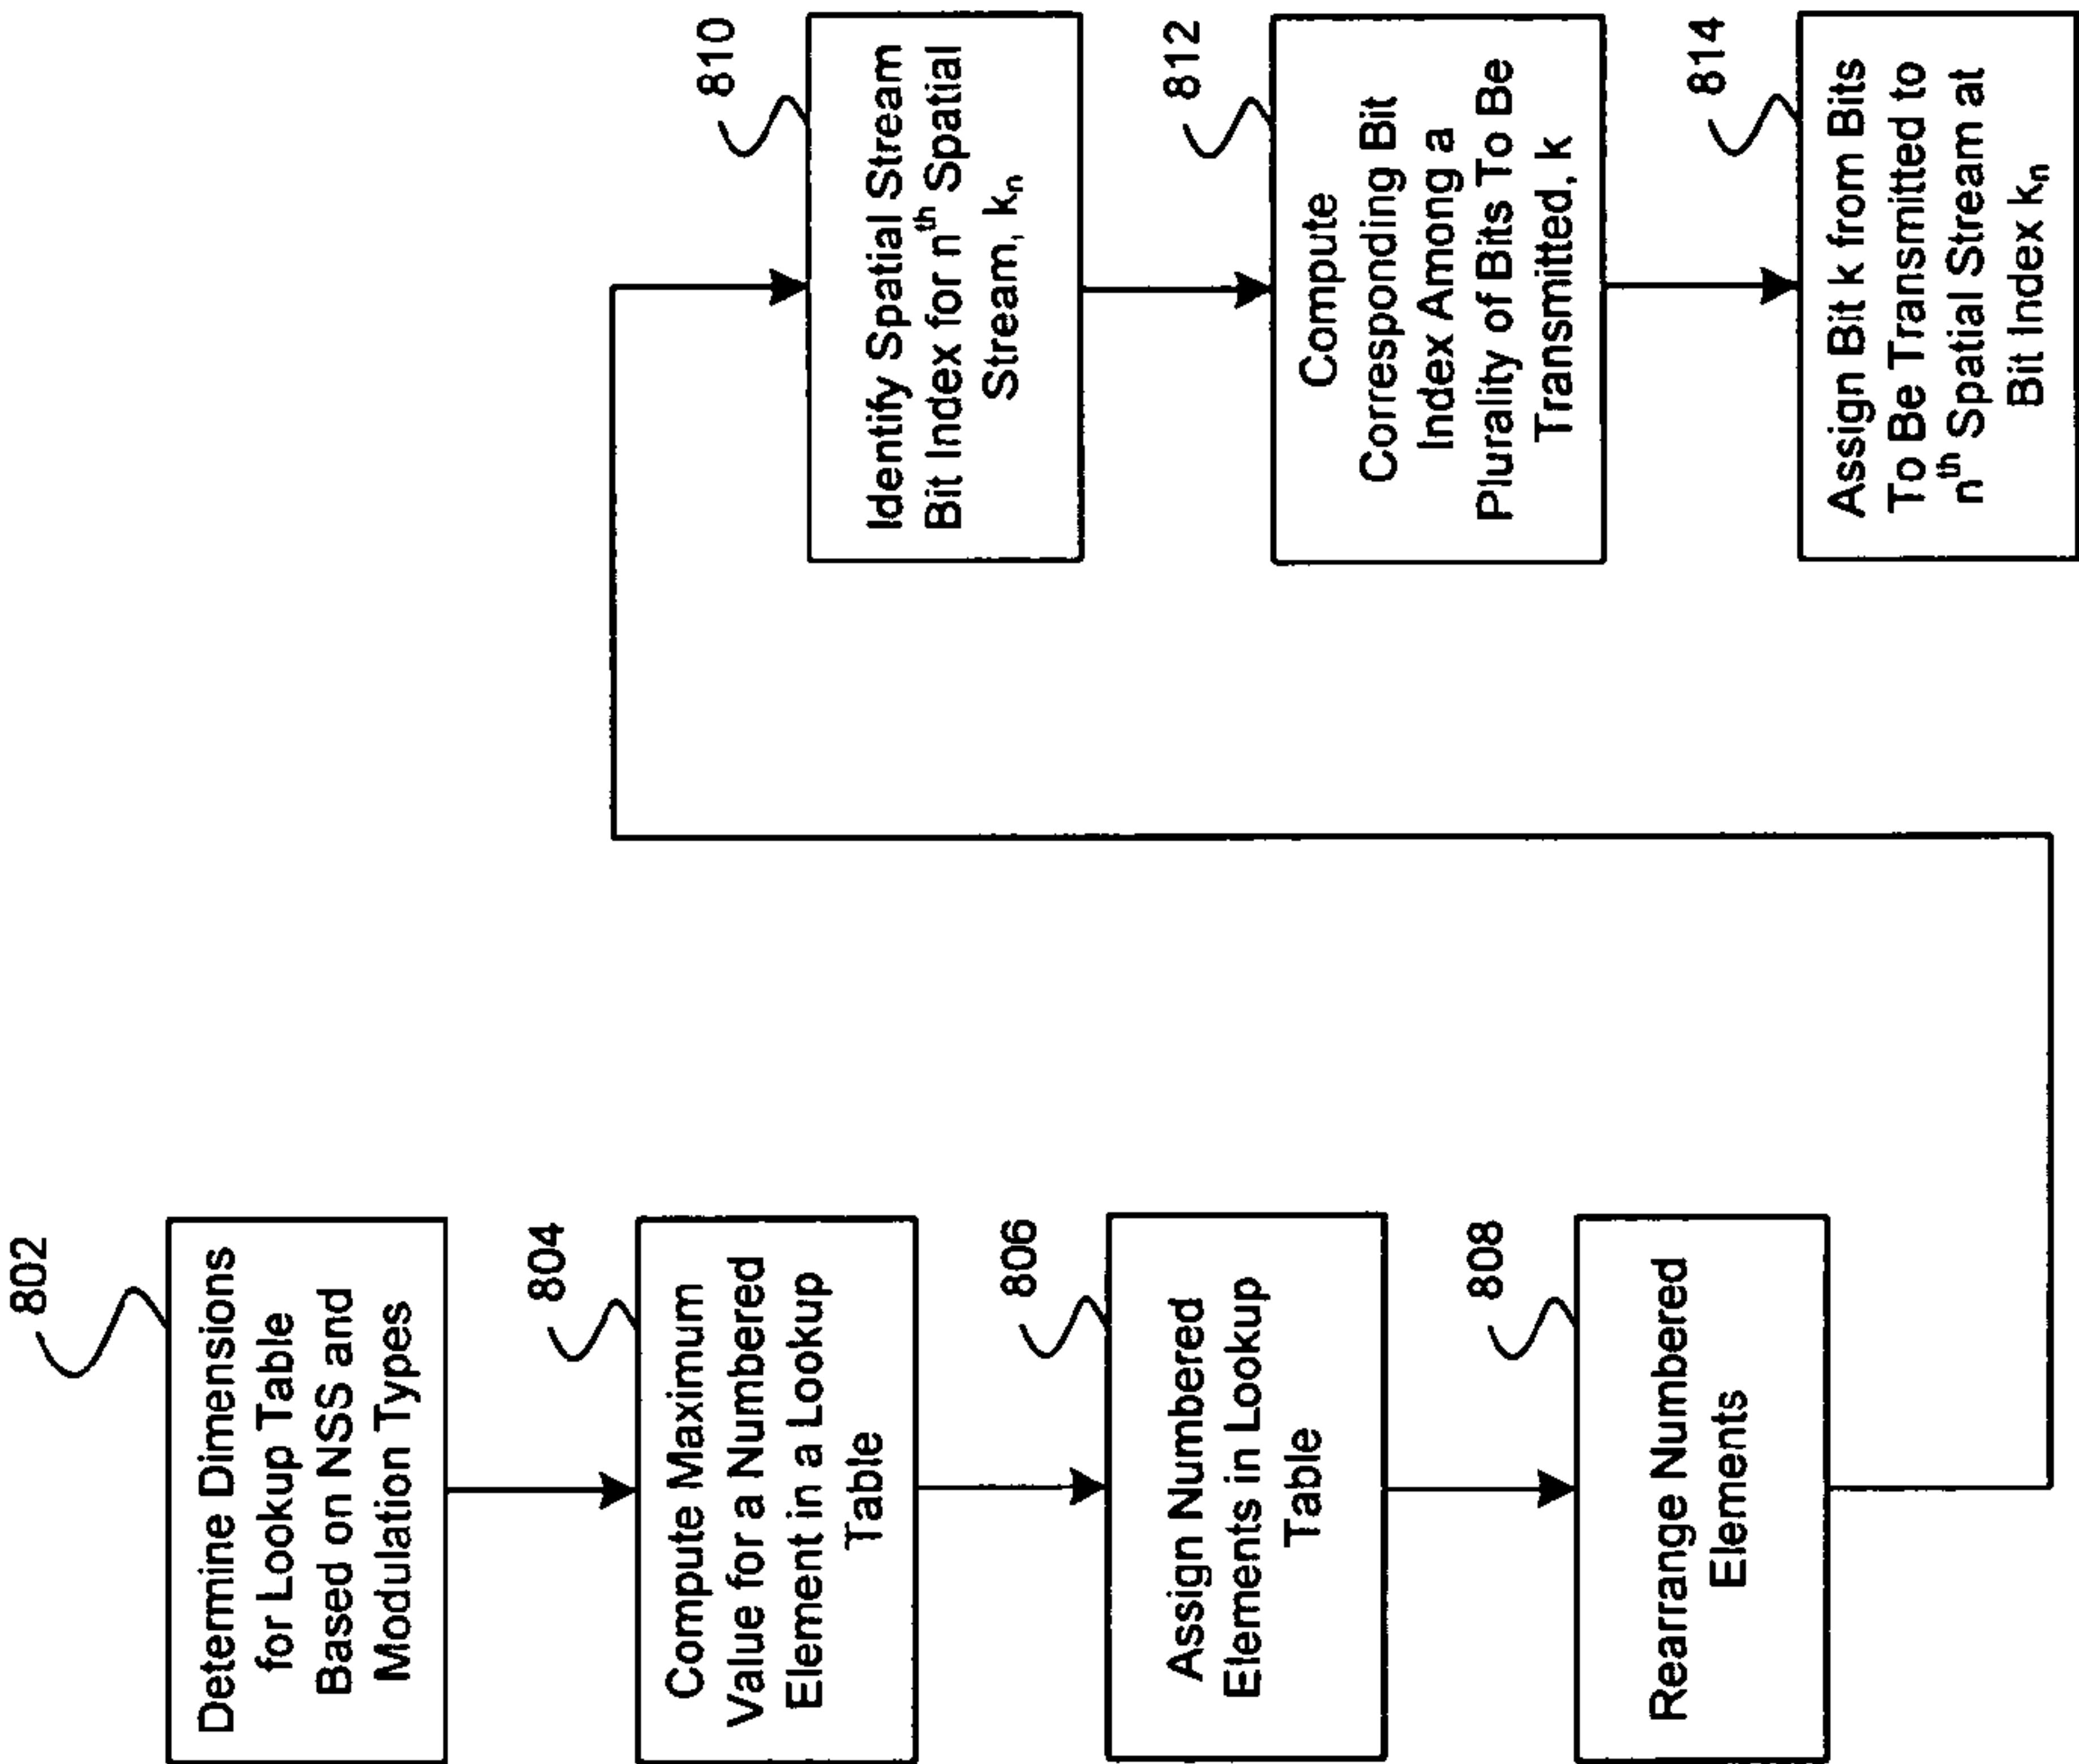 802
Determine Dimensions
for Lookup Table
Based on NSS and
Modulation Types
804
Compute Maximum
Value for a Numbered
Element in a Lookup
Table
806
Assign Numbered
Elements in Lookup
Table
808
Rearrange Numbered
Elements
810
Identify Spatial Stream
Bit Index for nth Spatial
Stream, kn
812
Compute
Corresponding Bit
Index Among a
Plurality of Bits To Be
Transmitted, k
814
Assign Bit k from Bits
To Be Transmitted to
nth Spatial Stream at
Bit Index kn